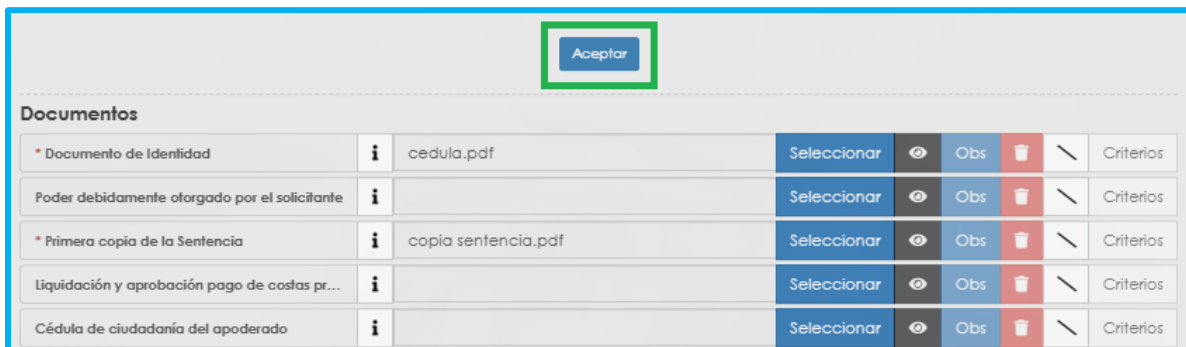 Aceptar
Documentos
* Documento de Identidad i cedula.pdf Seleccionar Obs Criterios
Poder debidamente otorgado por el solicitante i Seleccionar Obs Criterios
* Primera copia de la Sentencia i copia sentencia.pdf Seleccionar Obs Criterios
Liquidación y aprobación pago de costas pr... i Seleccionar Obs Criterios
Cédula de ciudadanía del apoderado i Seleccionar Obs Criterios